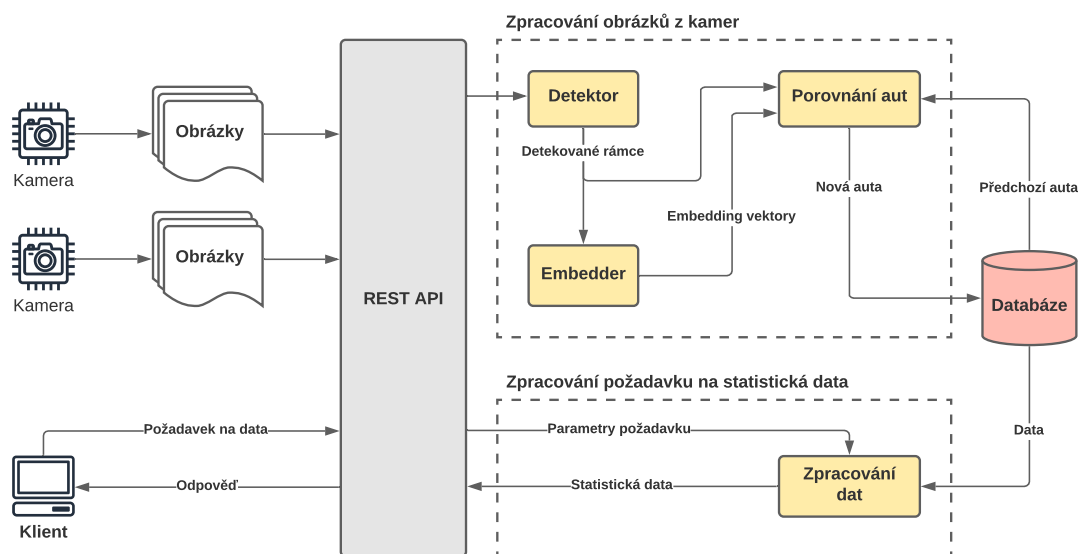 Zpracování obrázků z kamer
Obrázky
Kamera
Obrázky
Kamera
REST API
Detektor
Porovnání aut
Detekované rámce
Nová auta
Předchozí auta
Embedding vektory
Embedder
Databáze
Zpracování požadavku na statistická data
Požadavek na data
Parametry požadavku
Data
Zpracování
dat
Odpověď
Statistická data
Klient